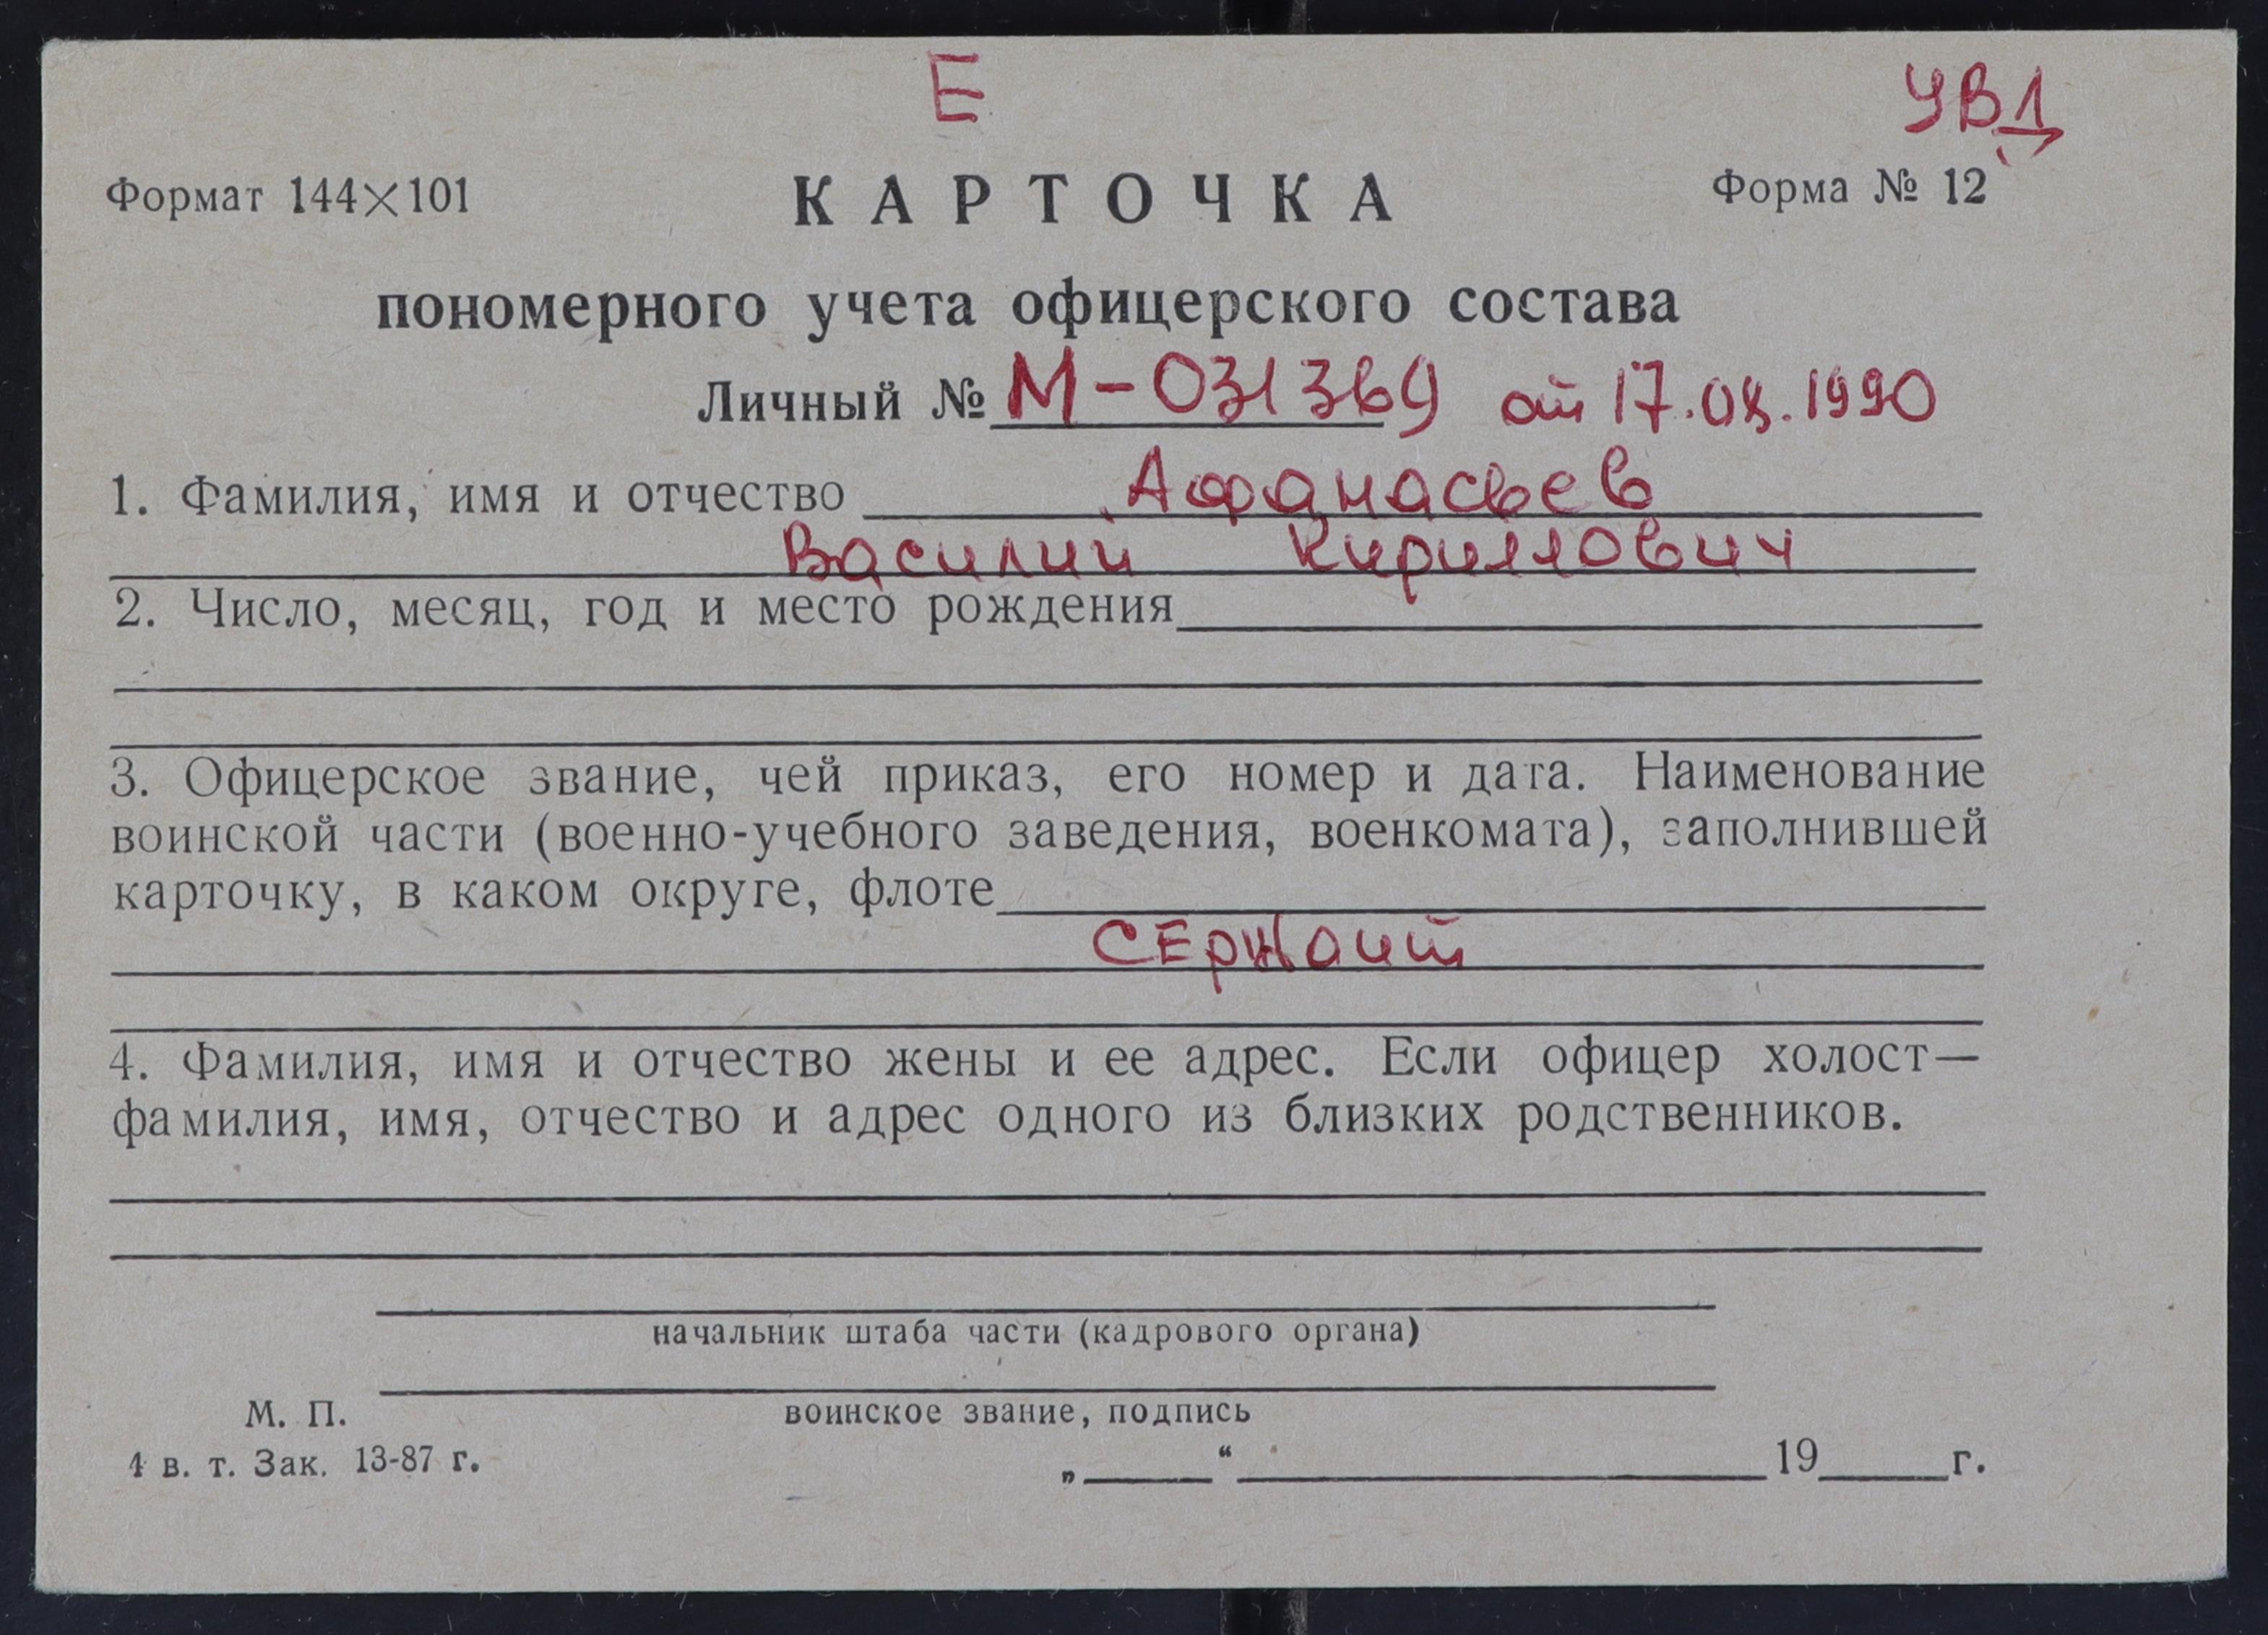 Е
УВД
Формат 144×101
КАРТОЧКА
Форма № 12
пономерного учета офицерского состава
Личный № М-031369 от 17.08.1990
1. Фамилия, имя и отчество Афанасьев
Василий Кириллович
2. Число, месяц, год и место рождения
3. Офицерское звание, чей приказ, его номер и дата. Наименование
воинской части (военно-учебного заведения, военкомата), заполнившей
карточку, в каком округе, флоте
СЕРЖант
4. Фамилия, имя и отчество жены и ее адрес. Если офицер холост—
фамилия, имя, отчество и адрес одного из близких родственников.
начальник штаба части (кадрового органа)
М. П.
воинское звание, подпись
4 в. т. Зак. 13-87 г.
„ “ 19 г.